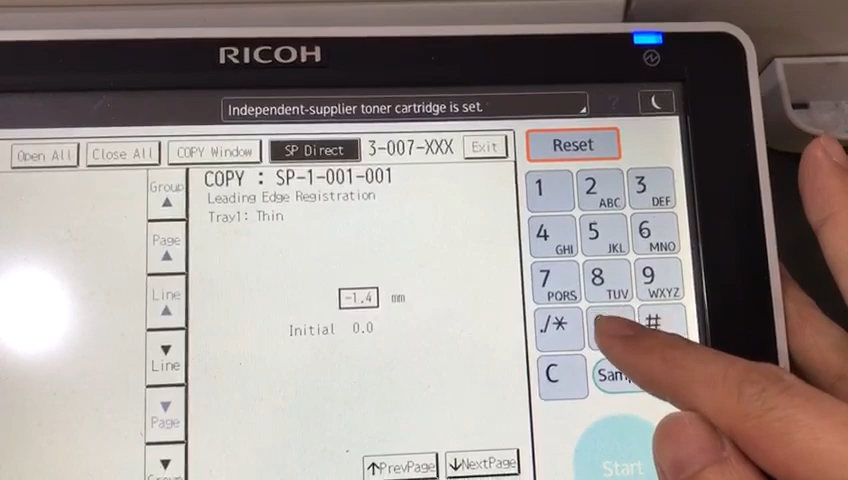 RICOH
Independent-supplier toner cartridge is set.
Open All
Close All
COPY Window
SP Direct
3-007-XXX
Exit
Reset
Group
COPY : SP-1-001-001
Leading Edge Registration
Tray1: Thin
Page
Line
-1.4 mm
Initial 0.0
Line
Page
↑PrevPage
↓NextPage
1
2 ABC
3 DEF
4 GHI
5 JKL
6 MNO
7 PQRS
8 TUV
9 WXYZ
./*
#
C
Start